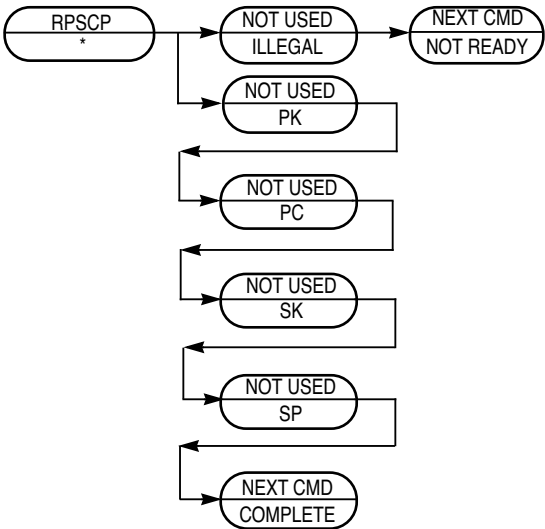 RPSCP
*
NOT USED
ILLEGAL
NEXT CMD
NOT READY
NOT USED
PK
NOT USED
PC
NOT USED
SK
NOT USED
SP
NEXT CMD
COMPLETE